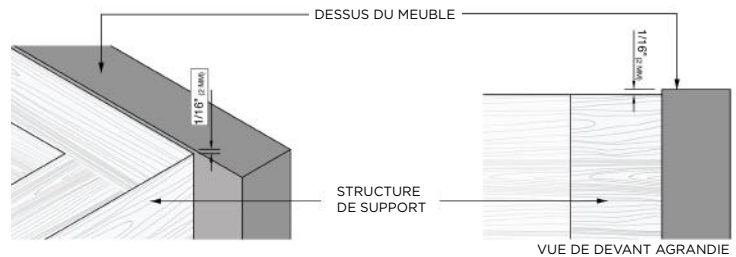 DESSUS DU MEUBLE
1/16" (2 MM)
1/16" (2 MM)
STRUCTURE
DE SUPPORT
VUE DE DEVANT AGRANDIE